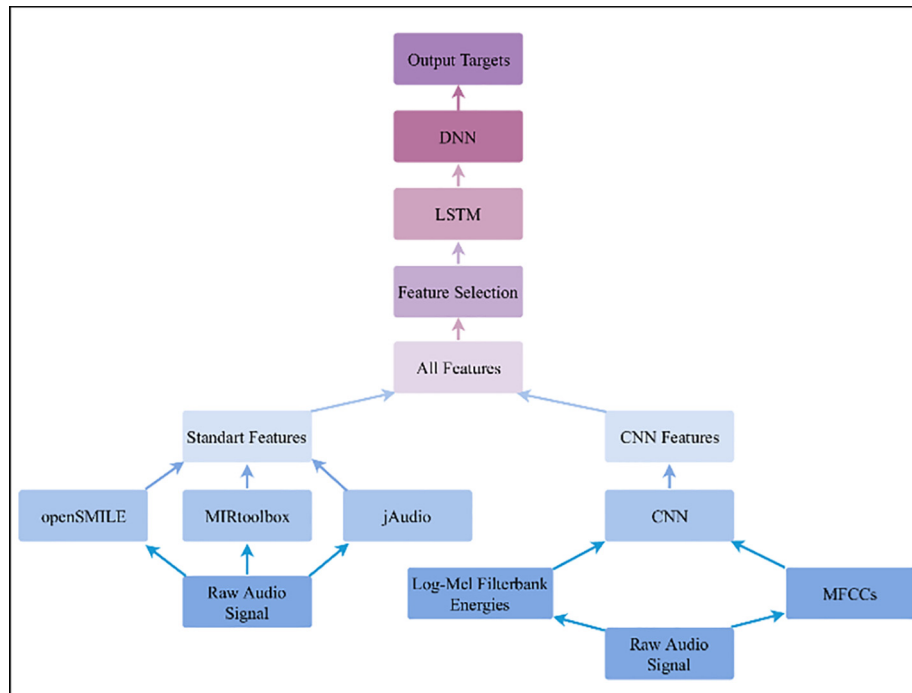 Output Targets
DNN
LSTM
Feature Selection
All Features
Standart Features
CNN Features
openSMILE
MIRtoolbox
jAudio
CNN
Log-Mel Filterbank
Energies
MFCCs
Raw Audio
Signal
Raw Audio
Signal